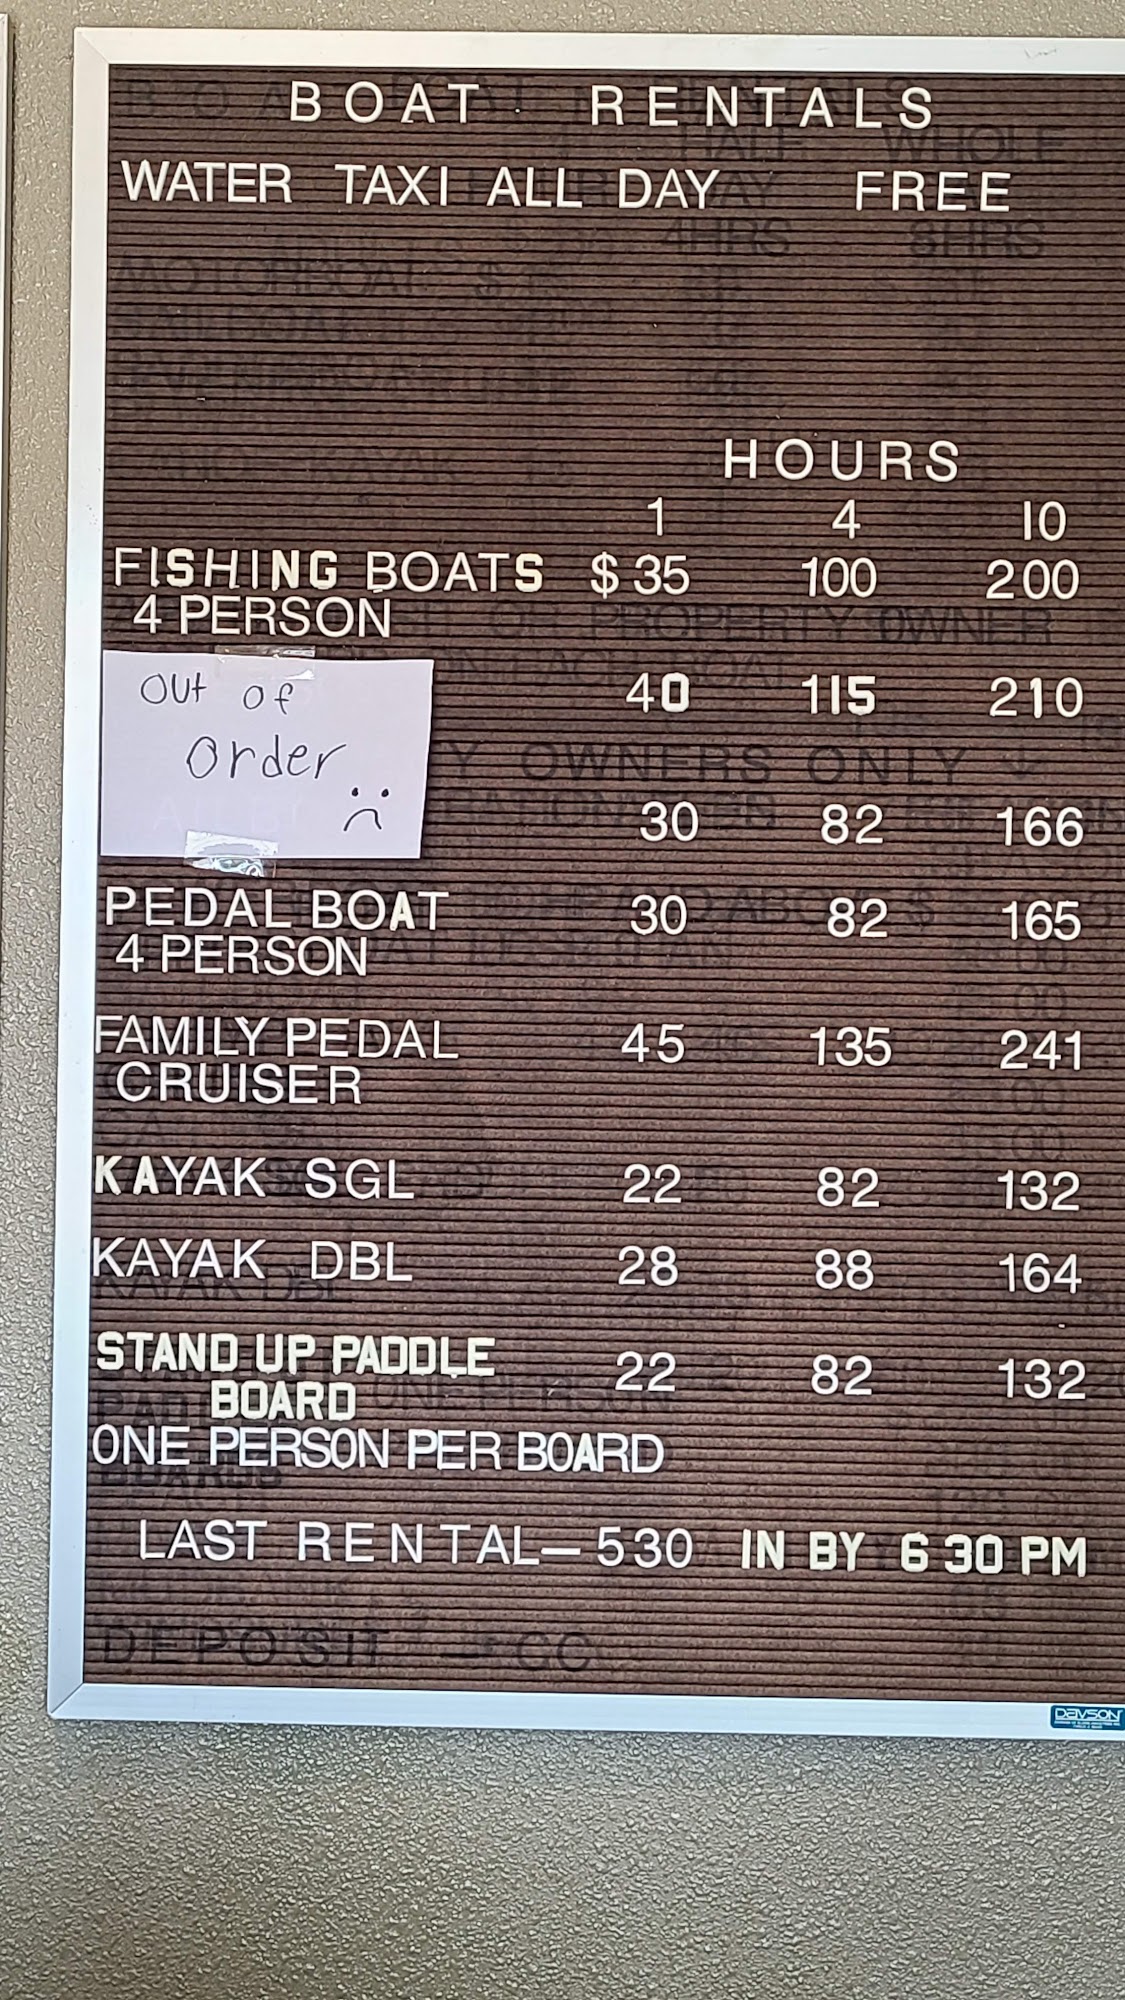 BOAT RENTALS
WATER TAXI ALL DAY FREE
HOURS
1 4 10
FISHING BOATS $35 100 200
4 PERSON
Out of
Order
40 115 210
30 82 166
PEDAL BOAT 30 82 165
4 PERSON
FAMILY PEDAL 45 135 241
CRUISER
KAYAK SGL 22 82 132
KAYAK DBL 28 88 164
STAND UP PADDLE 22 82 132
BOARD
ONE PERSON PER BOARD
LAST RENTAL—530 IN BY 6 30 PM
DAVSON